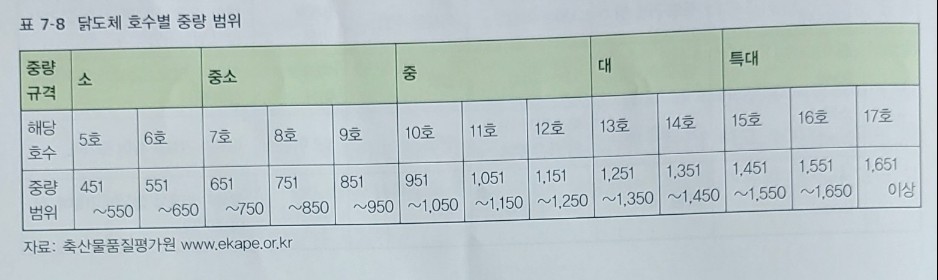 표 7-8 닭도체 호수별 중량 범위
중량 규격 소 중소 중 대 특대
해당 호수 5호 6호 7호 8호 9호 10호 11호 12호 13호 14호 15호 16호 17호
중량 범위 451 ~550 551 ~650 651 ~750 751 ~850 851 ~950 951 ~1,050 1,051 ~1,150 1,151 ~1,250 1,251 ~1,350 1,351 ~1,450 1,451 ~1,550 1,551 ~1,650 1,651 이상
자료: 축산물품질평가원 www.ekape.or.kr